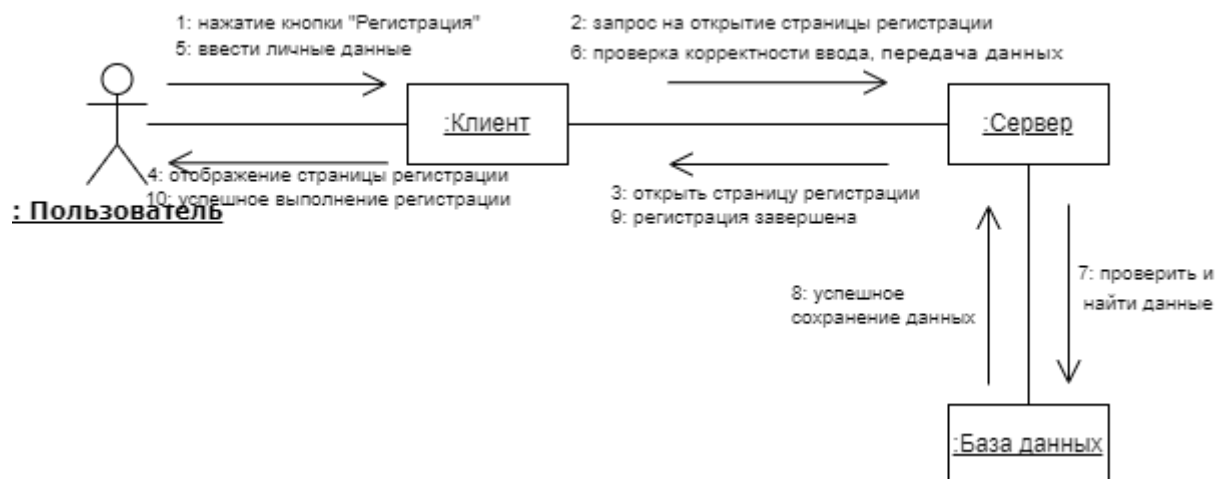 1: нажатие кнопки "Регистрация"
5: ввести личные данные
2: запрос на открытие страницы регистрации
6: проверка корректности ввода, передача данных
:Клиент
:Сервер
4: отображение страницы регистрации
10: успешное выполнение регистрации
: Пользователь
3: открыть страницу регистрации
9: регистрация завершена
7: проверить и
найти данные
8: успешное
сохранение данных
:База данных